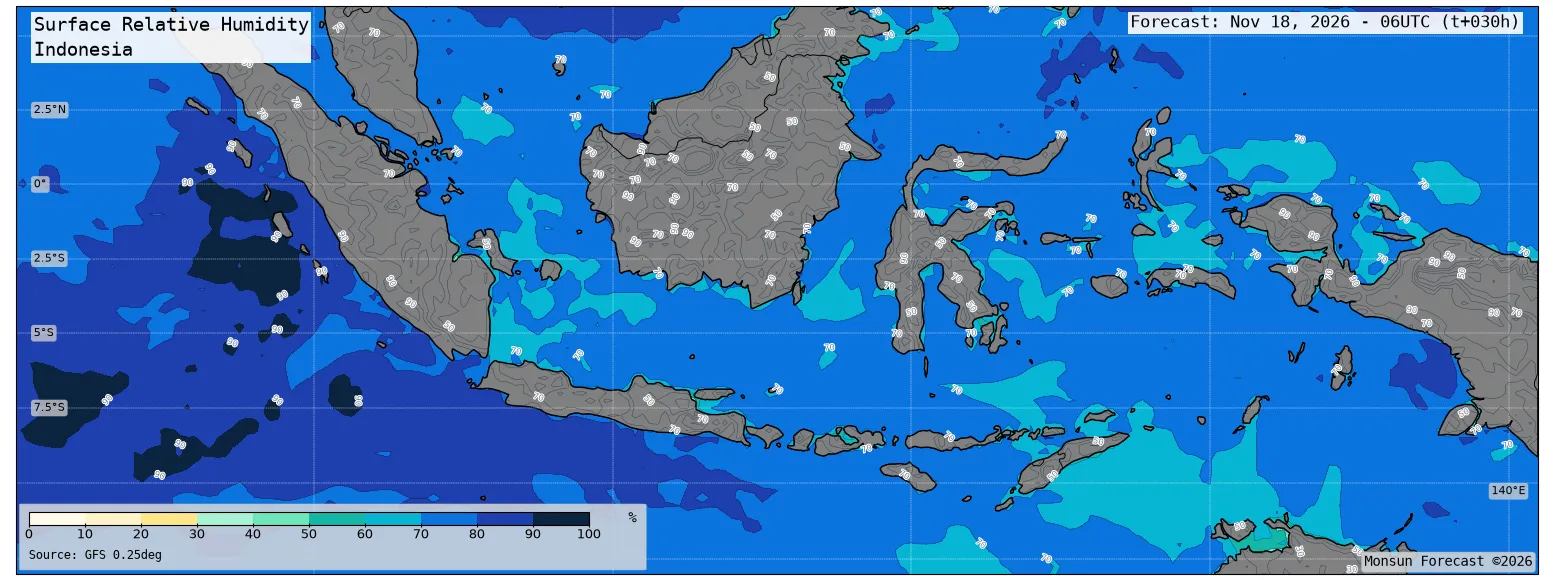 Surface Relative Humidity
Indonesia
Forecast: Nov 18, 2026 - 06UTC (t+030h)
2.5°N
0°
2.5°S
5°S
7.5°S
140°E
%
0 10 20 30 40 50 60 70 80 90 100
Source: GFS 0.25deg
Monsun Forecast ©2026